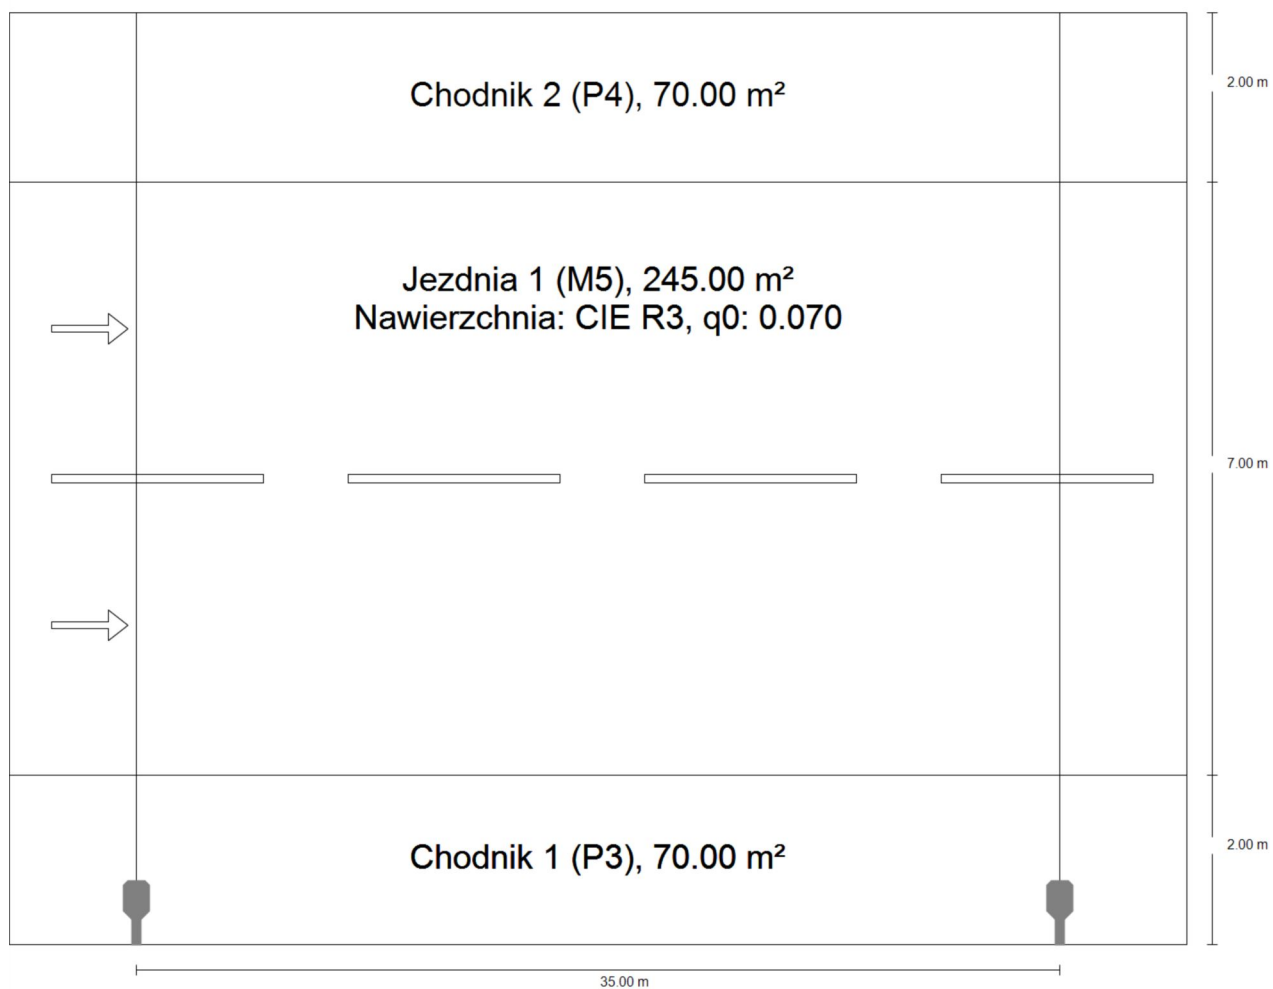 Chodnik 2 (P4), 70.00 m²
2.00 m
Jezdnia 1 (M5), 245.00 m²
Nawierzchnia: CIE R3, q0: 0.070
7.00 m
Chodnik 1 (P3), 70.00 m²
2.00 m
35.00 m